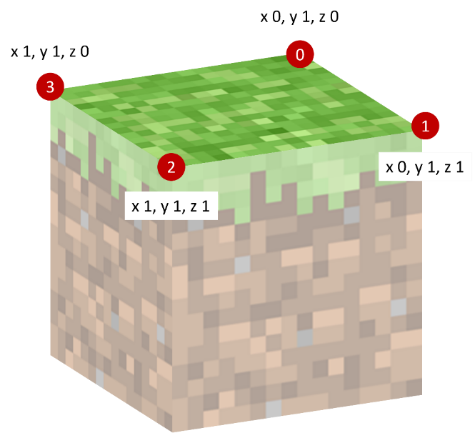 x 0, y 1, z 0
x 1, y 1, z 0
0
3
1
2
x 0, y 1, z 1
x 1, y 1, z 1